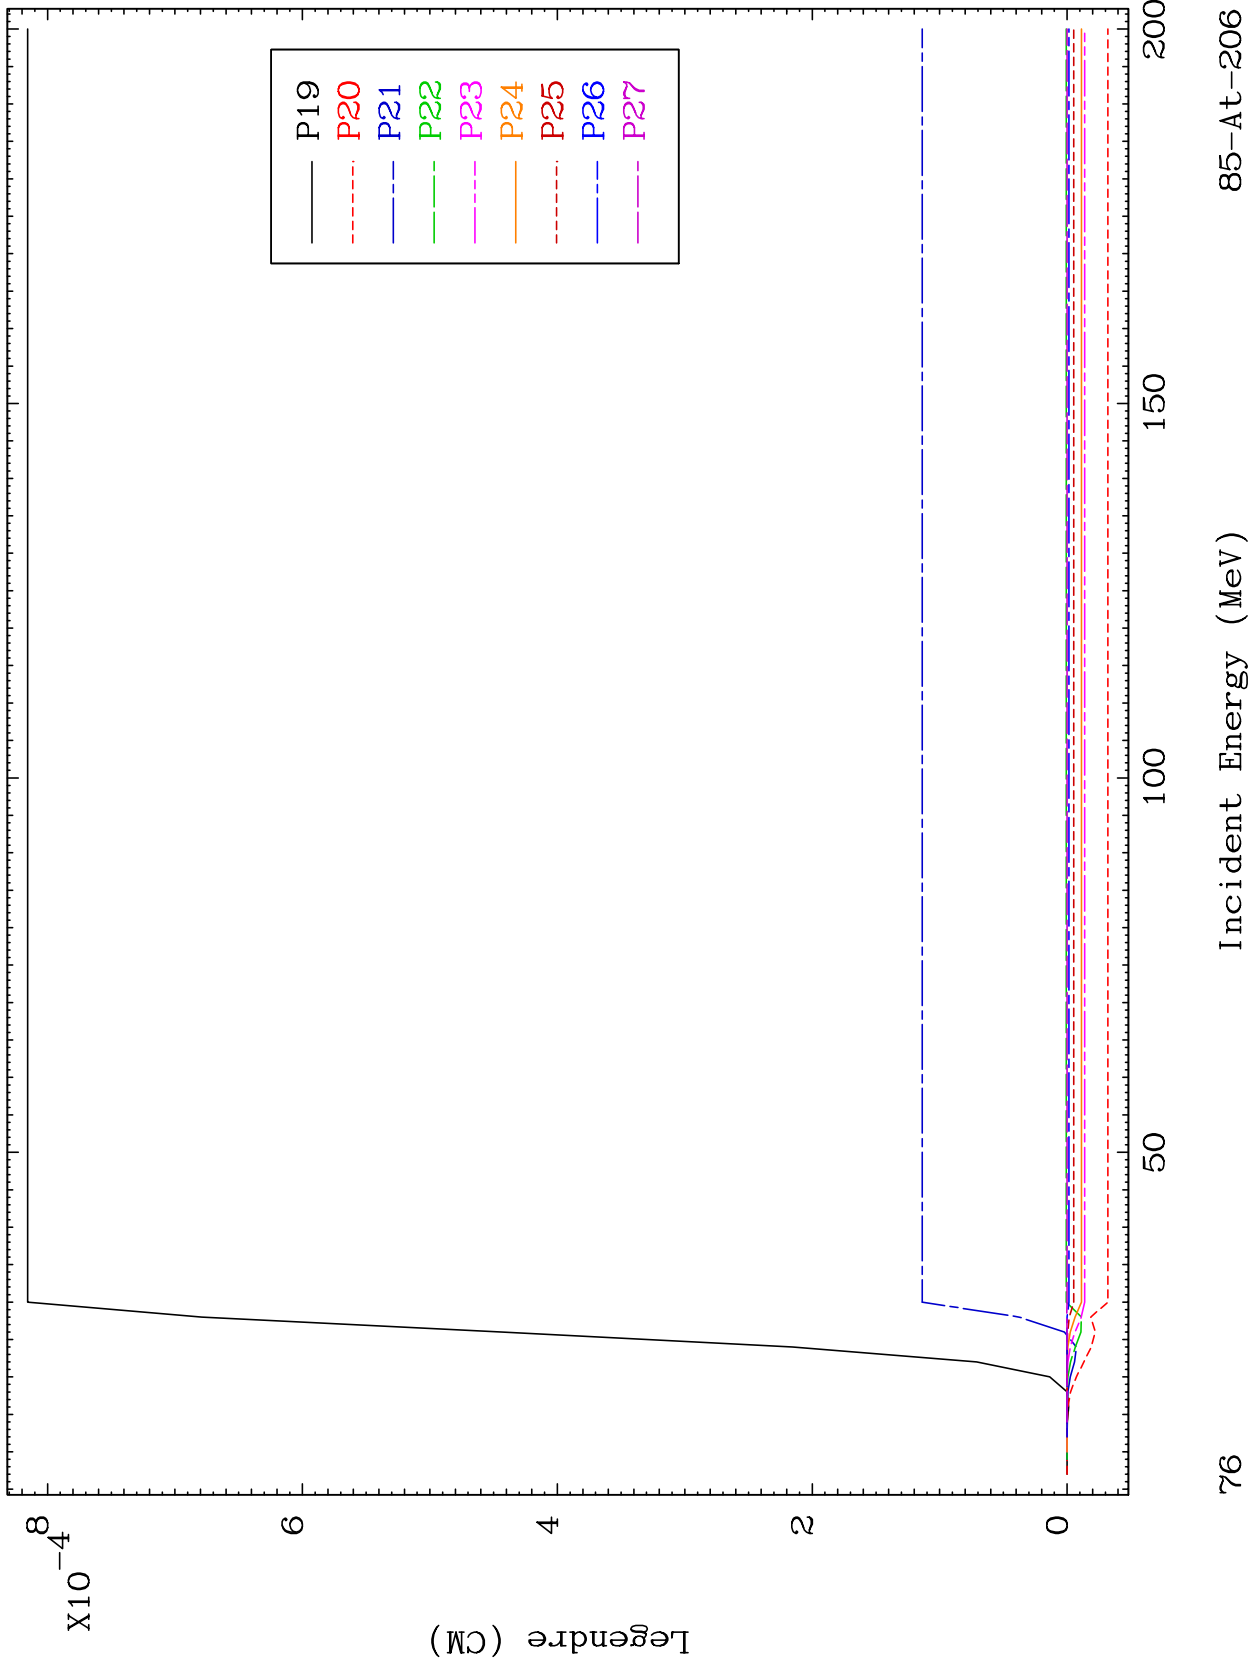 X10
-4
8
6
4
2
0
Legendre (CM)
P19
P20
P21
P22
P23
P24
P25
P26
P27
50
100
150
200
76
Incident Energy (MeV)
85-At-206